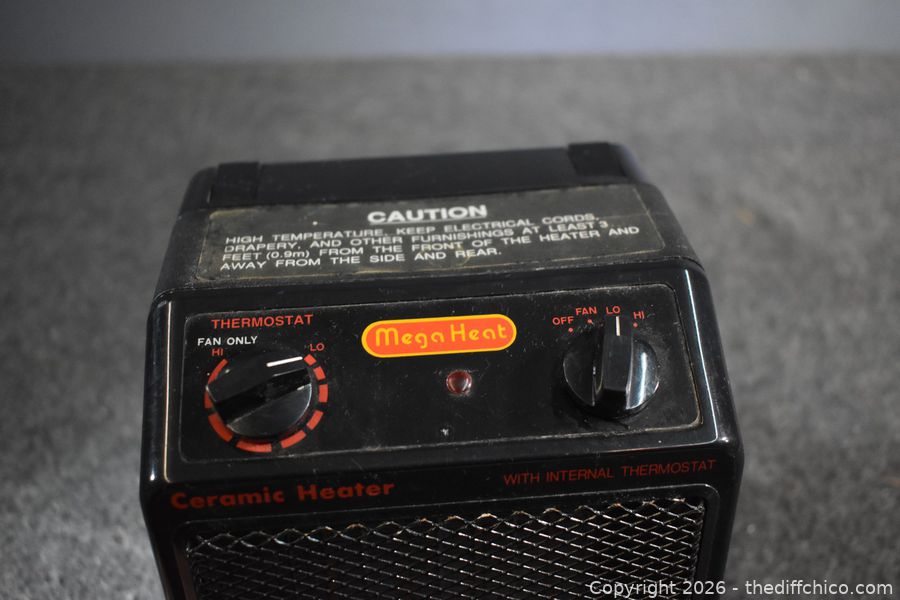 CAUTION
HIGH TEMPERATURE, KEEP ELECTRICAL CORDS,
DRAPERY, AND OTHER FURNISHINGS AT LEAST 3
FEET (0.9m) FROM THE FRONT OF THE HEATER AND
AWAY FROM THE SIDE AND REAR.
THERMOSTAT
FAN ONLY
HI
LO
Mega Heat
OFF
FAN
LO
HI
Ceramic Heater
WITH INTERNAL THERMOSTAT
Copyright 2026 - thediffchico.com